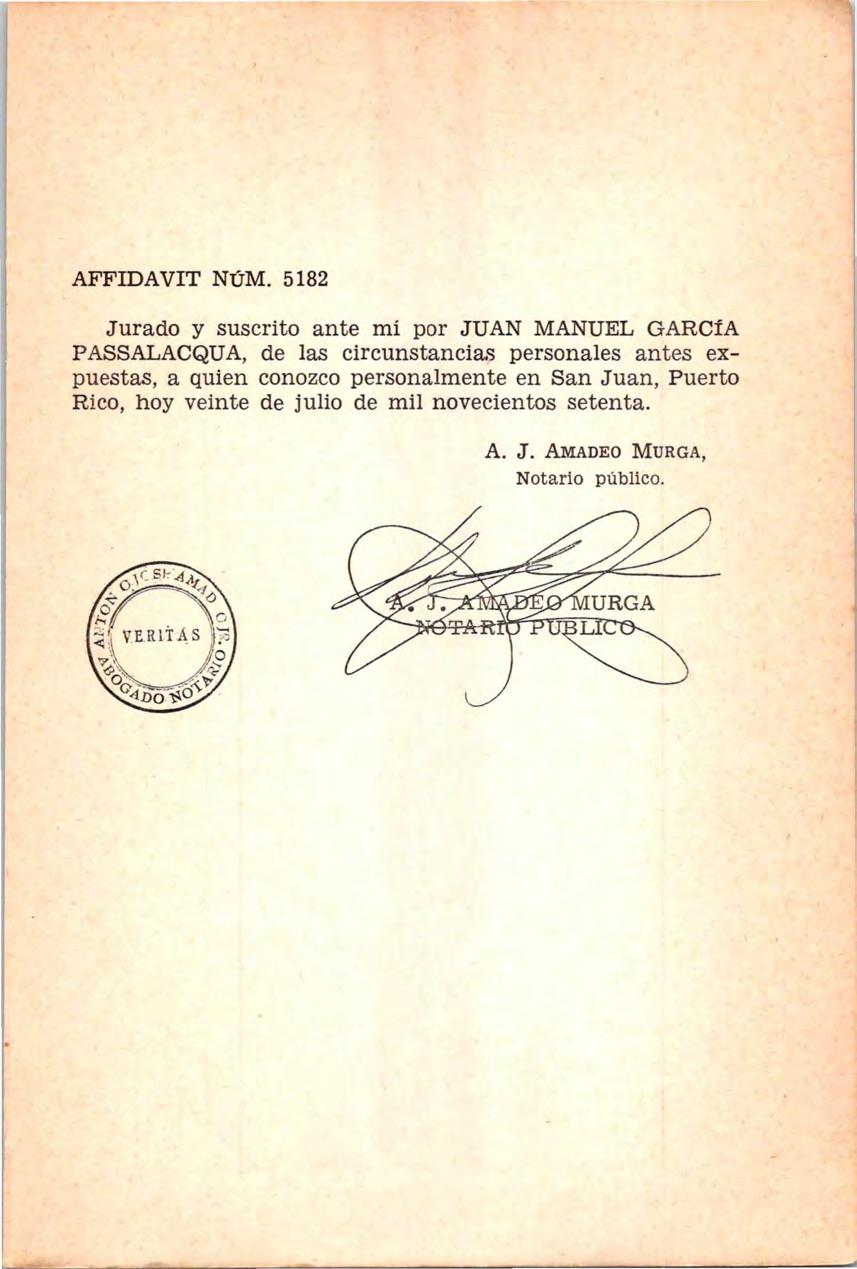 AFFIDAVIT NÚM. 5182
Jurado y suscrito ante mí por JUAN MANUEL GARCÍA
PASSALACQUA, de las circunstancias personales antes ex-
puestas, a quien conozco personalmente en San Juan, Puerto
Rico, hoy veinte de julio de mil novecientos setenta.
A. J. AMADEO MURGA,
Notario público.
A. J. AMADEO MURGA
NOTARIO PUBLICO
VERITAS
ABOGADO NOTARIO